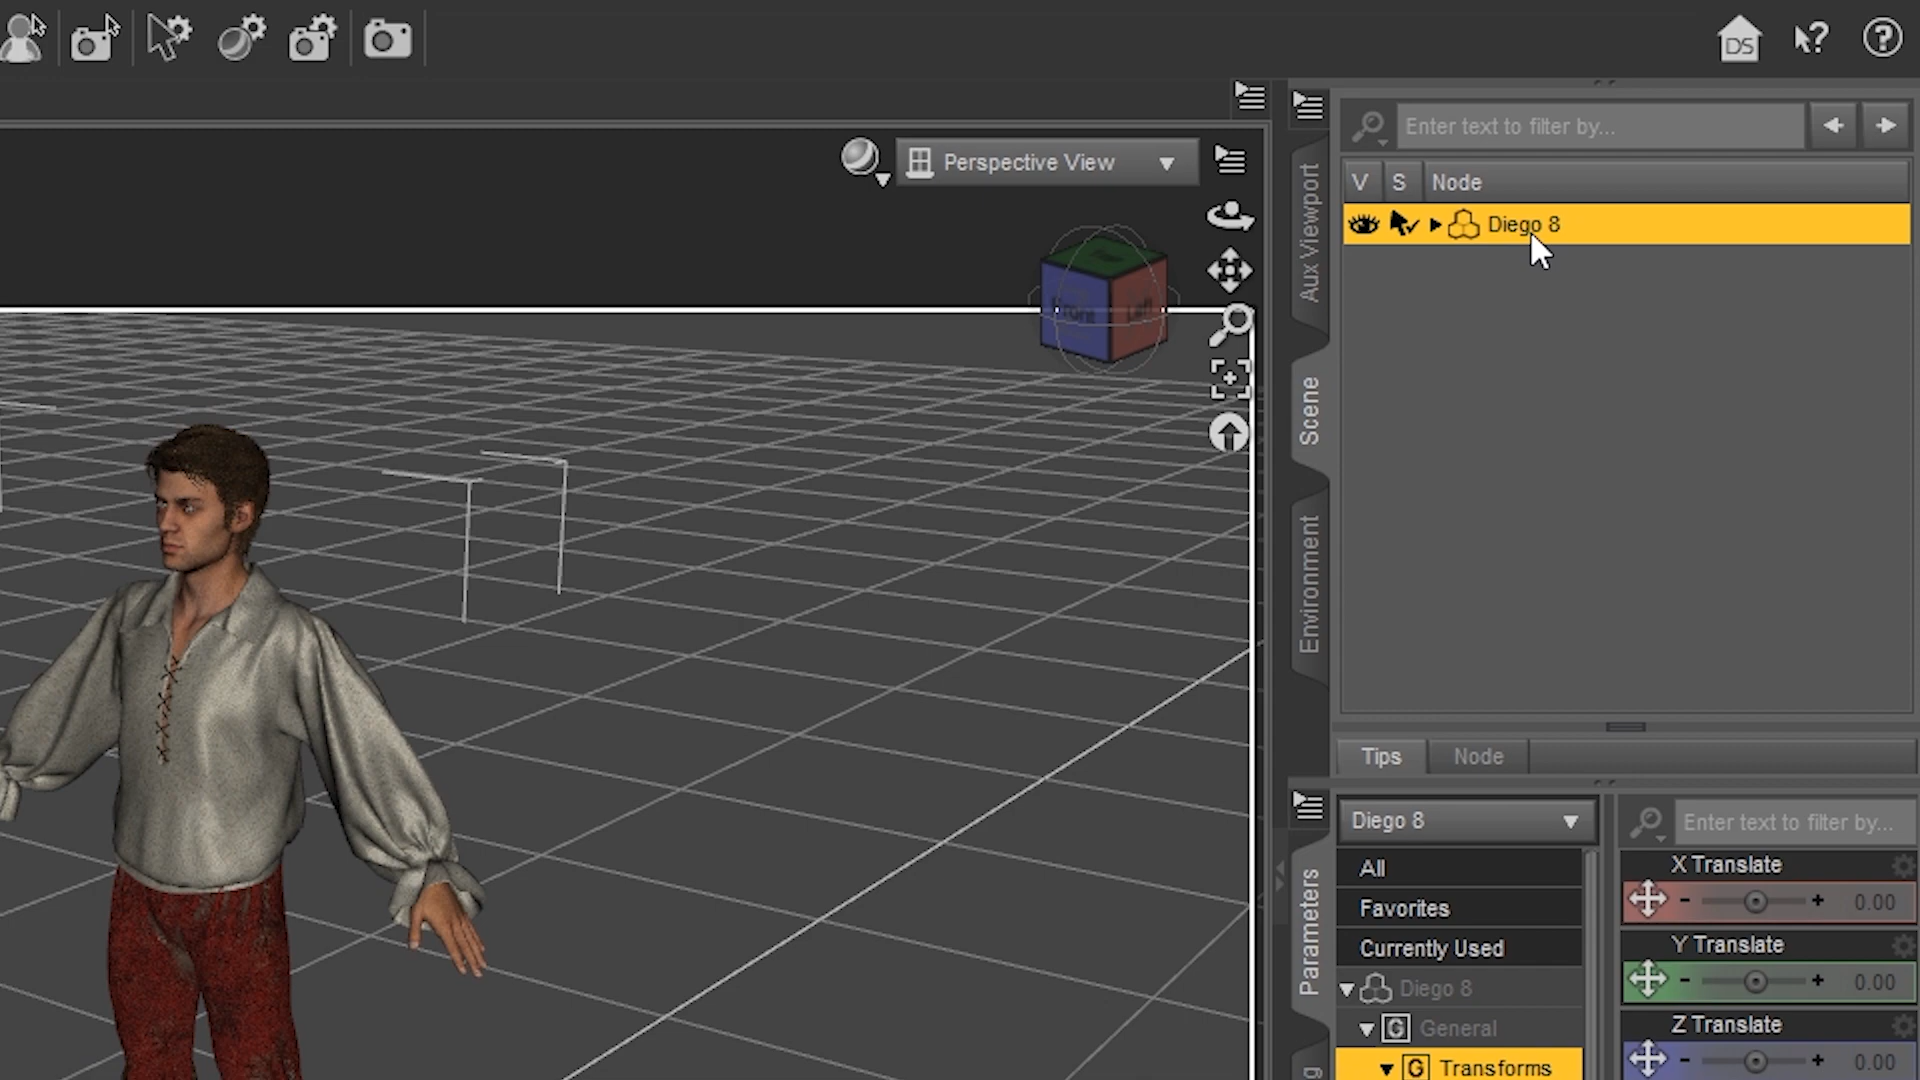 DS
?
?
Enter text to filter by...
Perspective View
V S Node
Diego 8
Front
Left
Aux Viewport
Scene
Environment
Tips Node
Diego 8
Enter text to filter by...
All
Favorites
Currently Used
Diego 8
G General
G Transforms
Parameters
X Translate
- + 0.00
Y Translate
- + 0.00
Z Translate
- + 0.00